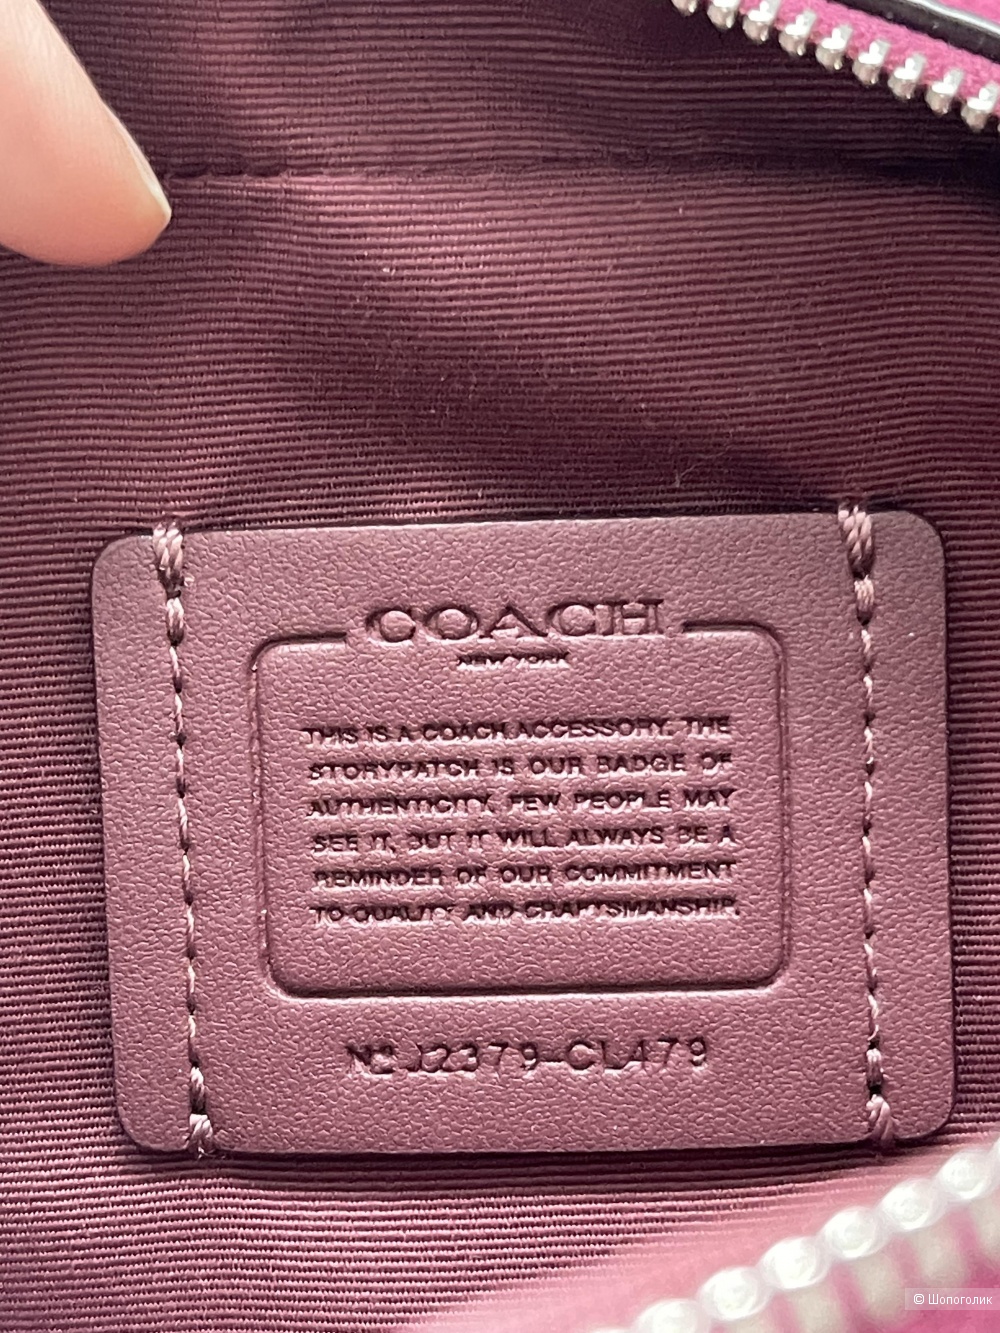 COACH
NEW YORK
THIS IS A COACH ACCESSORY. THE
STORYPATCH IS OUR BADGE OF
AUTHENTICITY. FEW PEOPLE MAY
SEE IT, BUT IT WILL ALWAYS BE A
REMINDER OF OUR COMMITMENT
TO QUALITY AND CRAFTSMANSHIP.
Nº J2379-CL479
© Шопоголик